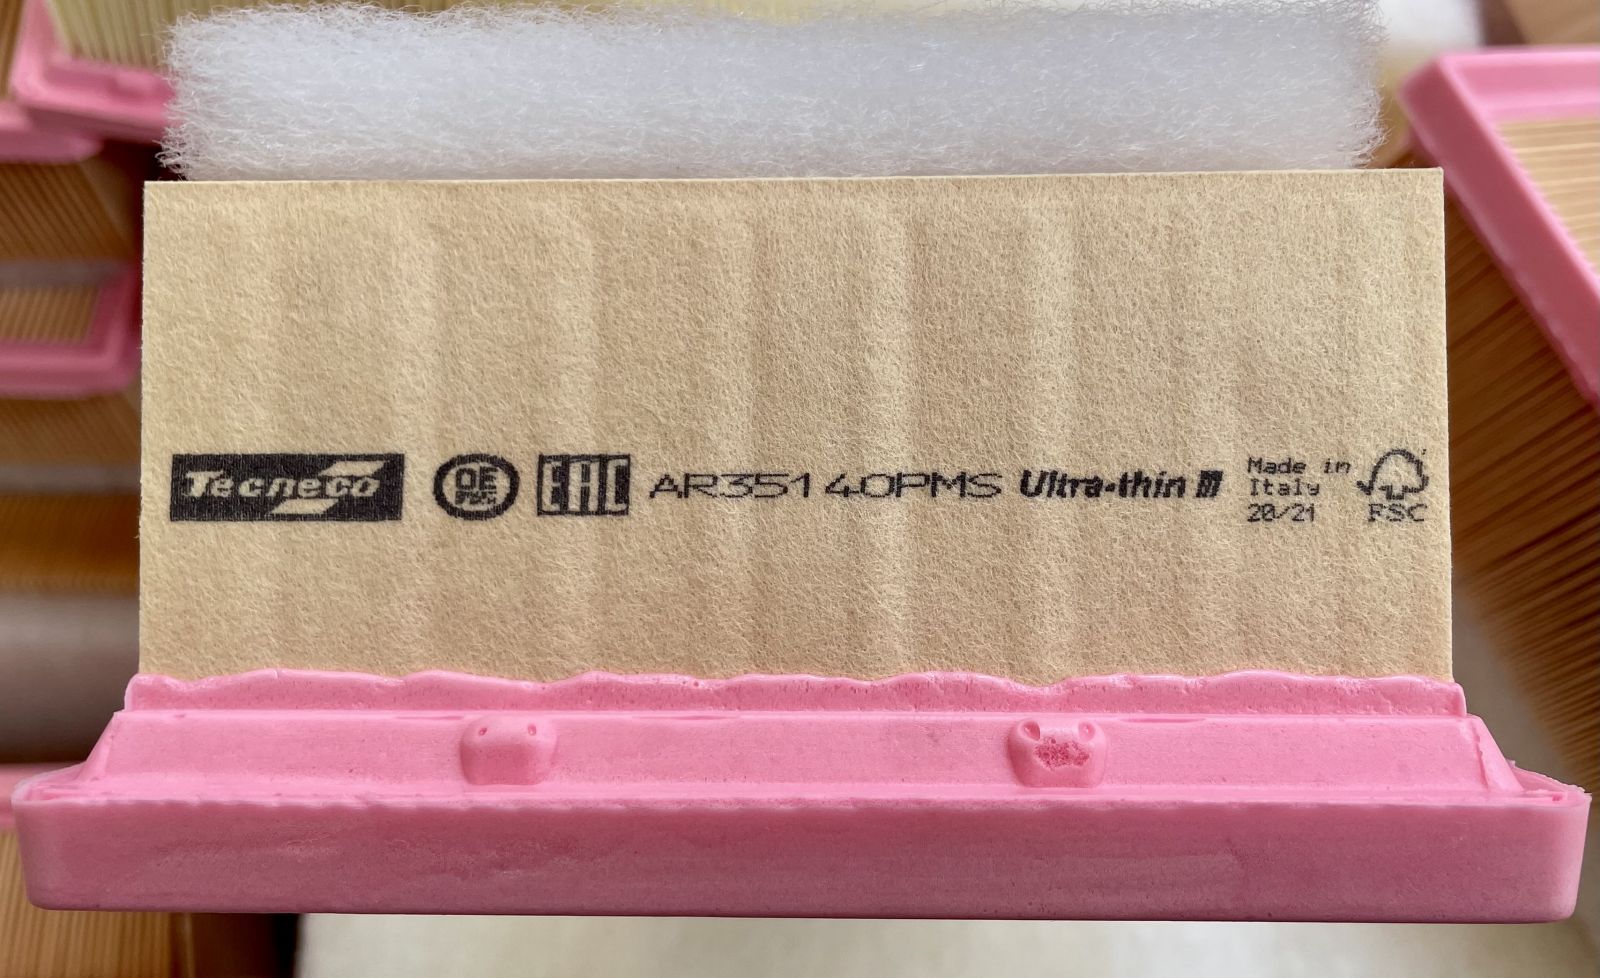 Tecneco OE EAC AR35140PMS Ultra-thin
Made in
Italy
20/21
FSC